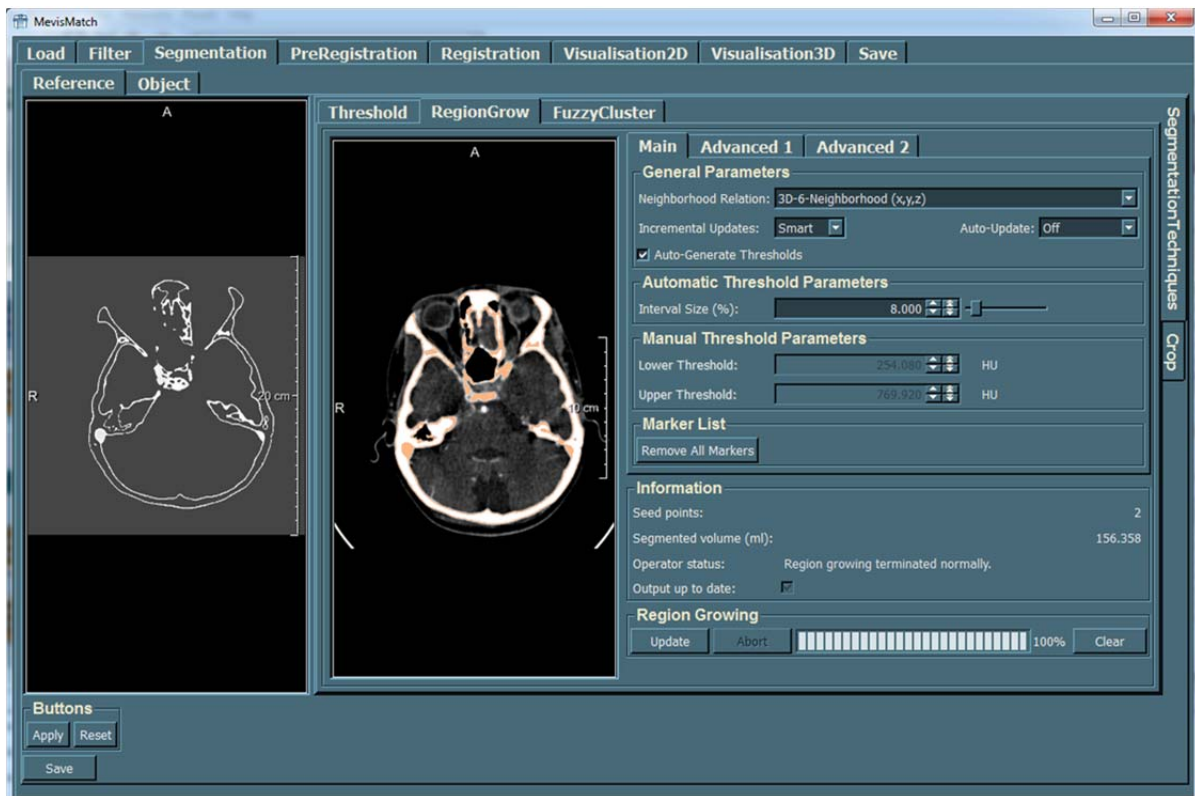 MevisMatch
Load Filter Segmentation PreRegistration Registration Visualisation2D Visualisation3D Save
Reference Object
A
R
20 cm
Threshold RegionGrow FuzzyCluster
A
R
10 cm
Main Advanced 1 Advanced 2
General Parameters
Neighborhood Relation: 3D-6-Neighborhood (x,y,z)
Incremental Updates: Smart Auto-Update: Off
Auto-Generate Thresholds
Automatic Threshold Parameters
Interval Size (%): 8.000
Manual Threshold Parameters
Lower Threshold: 254.080 HU
Upper Threshold: 769.920 HU
Marker List
Remove All Markers
Information
Seed points: 2
Segmented volume (ml): 156.358
Operator status: Region growing terminated normally.
Output up to date:
Region Growing
Update Abort 100% Clear
SegmentationTechniques
Crop
Buttons
Apply Reset
Save